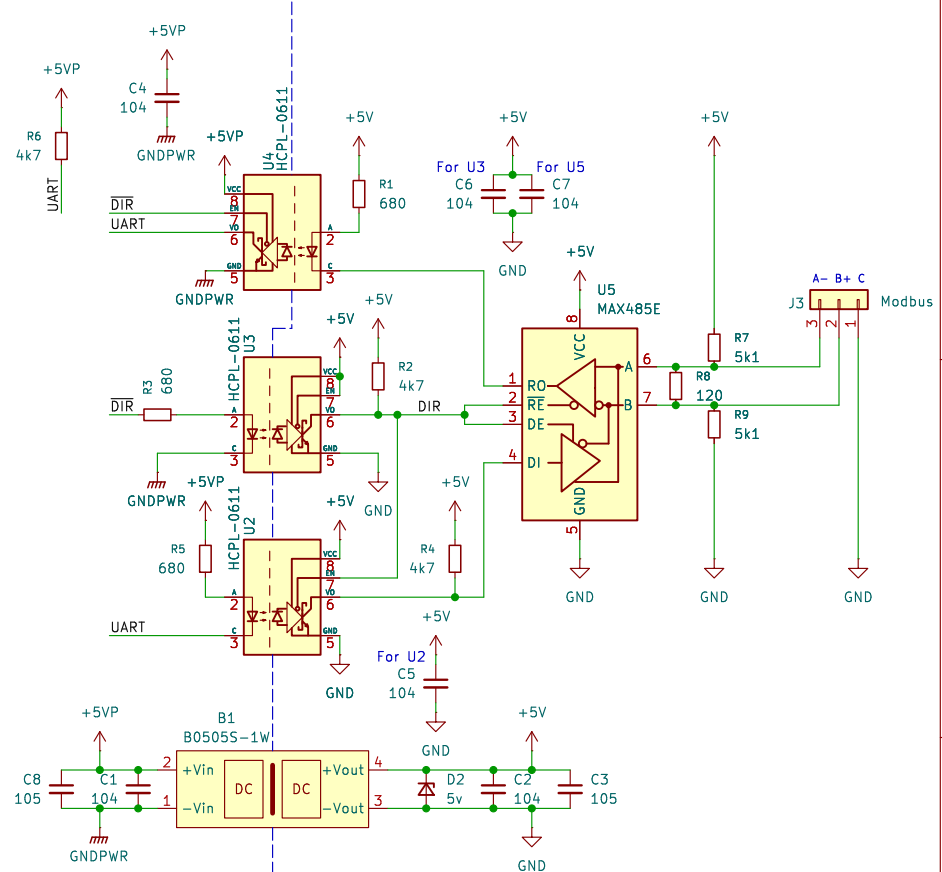 +5VP
C4
104
GNDPWR
+5VP
R6
4k7
UART
+5VP
U4
HCPL-0611
VCC
8
EN
7
VO
6
GND
5
A
2
C
3
DIR
UART
GNDPWR
+5V
R1
680
+5V
For U3
For U5
C6
104
C7
104
GND
+5V
U5
MAX485E
8
VCC
1
RO
2
RE
3
DE
4
DI
6
A
7
B
GND
5
GND
+5V
R7
5k1
R8
120
R9
5k1
GND
A- B+ C
J3
Modbus
3
2
1
GND
HCPL-0611
U3
DIR
R3
680
A
2
C
3
GNDPWR
VCC
8
EN
7
VO
6
GND
5
+5V
+5V
R2
4k7
DIR
GND
+5VP
R5
680
HCPL-0611
U2
UART
A
2
C
3
VCC
8
EN
7
VO
6
GND
5
+5V
GND
+5V
R4
4k7
+5V
For U2
C5
104
GND
+5VP
C8
105
C1
104
GNDPWR
B1
B0505S-1W
2
+Vin
1
-Vin
DC
DC
+Vout
4
-Vout
3
D2
5v
C2
104
+5V
C3
105
GND